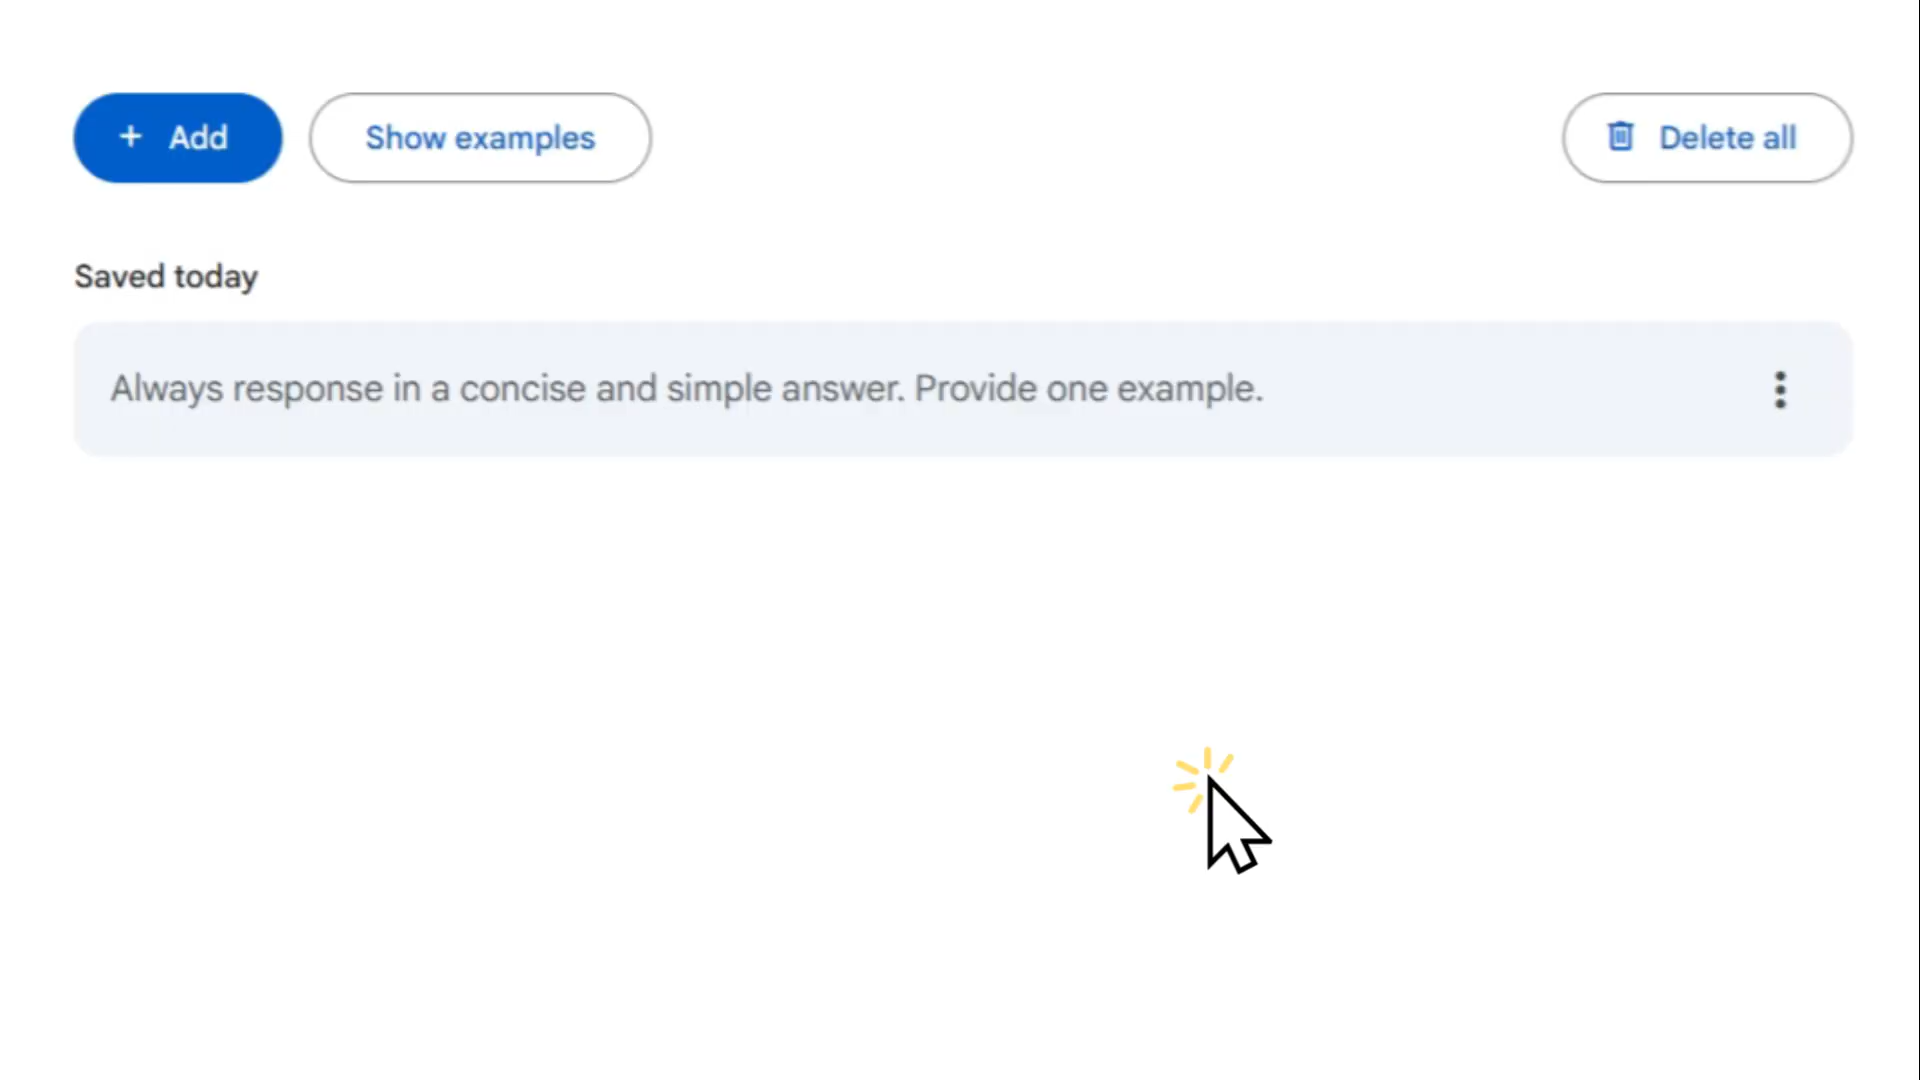 + Add
Show examples
Delete all
Saved today
Always response in a concise and simple answer. Provide one example.